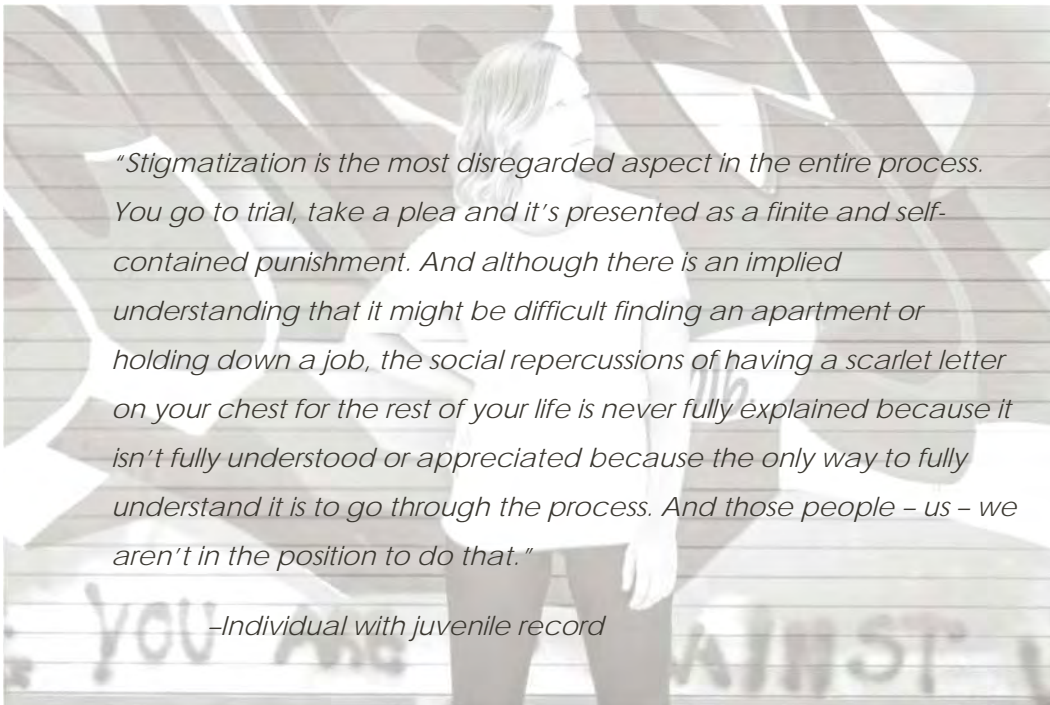 “Stigmatization is the most disregarded aspect in the entire process.
You go to trial, take a plea and it's presented as a finite and self-
contained punishment. And although there is an implied
understanding that it might be difficult finding an apartment or
holding down a job, the social repercussions of having a scarlet letter
on your chest for the rest of your life is never fully explained because it
isn't fully understood or appreciated because the only way to fully
understand it is to go through the process. And those people – us – we
aren't in the position to do that.”
–Individual with juvenile record
YOU ARE